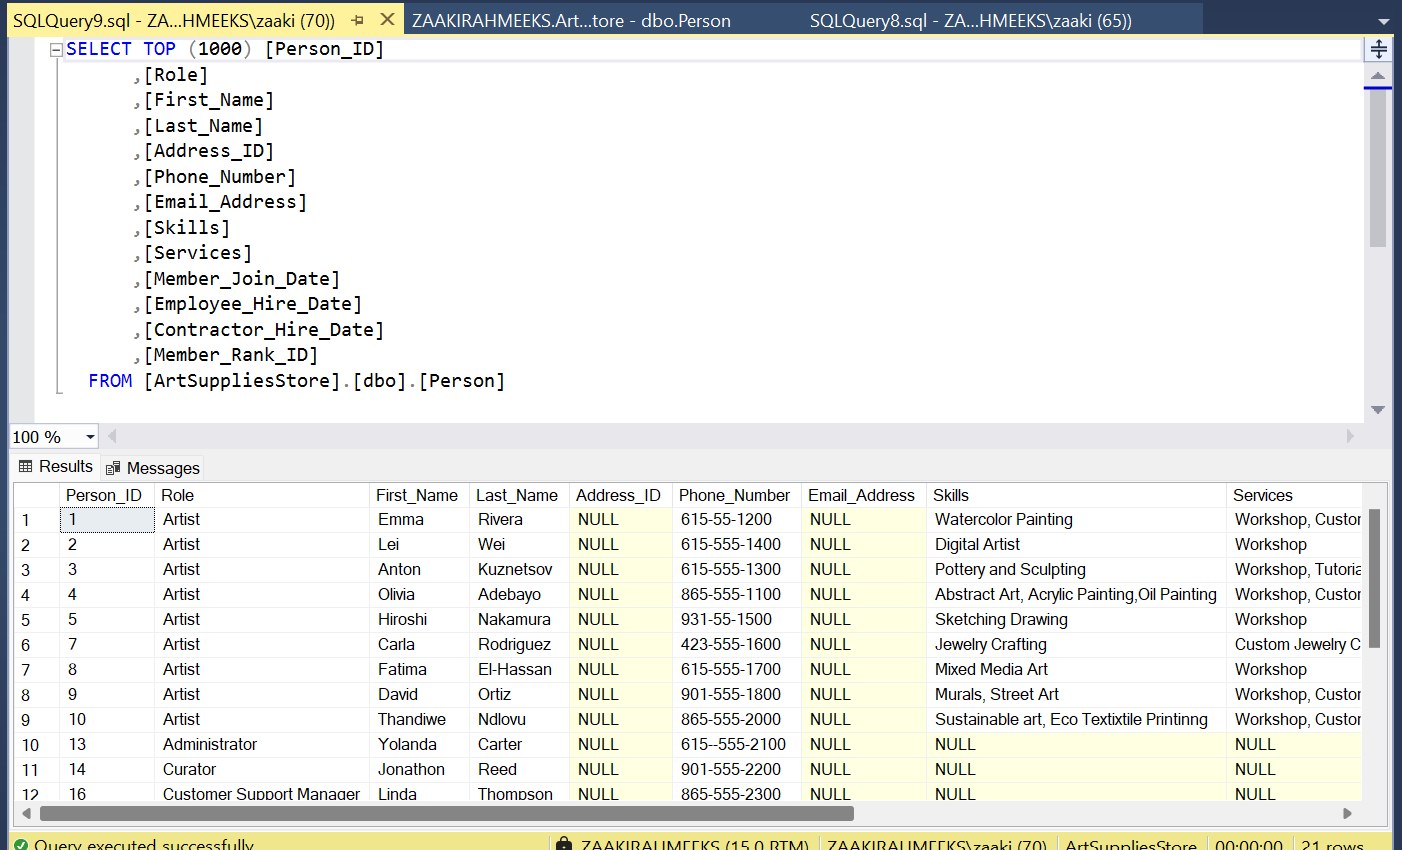 SQLQuery9.sql - ZA...HMEEKS\zaaki (70)) ZAAKIRAHMEEKS.Art...tore - dbo.Person SQLQuery8.sql - ZA...HMEEKS\zaaki (65))
SELECT TOP (1000) [Person_ID]
,[Role]
,[First_Name]
,[Last_Name]
,[Address_ID]
,[Phone_Number]
,[Email_Address]
,[Skills]
,[Services]
,[Member_Join_Date]
,[Employee_Hire_Date]
,[Contractor_Hire_Date]
,[Member_Rank_ID]
FROM [ArtSuppliesStore].[dbo].[Person]
100 %
Results Messages
Person_ID Role First_Name Last_Name Address_ID Phone_Number Email_Address Skills Services
1 1 Artist Emma Rivera NULL 615-55-1200 NULL Watercolor Painting Workshop, Custor
2 2 Artist Lei Wei NULL 615-555-1400 NULL Digital Artist Workshop
3 3 Artist Anton Kuznetsov NULL 615-555-1300 NULL Pottery and Sculpting Workshop, Tutoria
4 4 Artist Olivia Adebayo NULL 865-555-1100 NULL Abstract Art, Acrylic Painting,Oil Painting Workshop, Custor
5 5 Artist Hiroshi Nakamura NULL 931-55-1500 NULL Sketching Drawing Workshop
6 7 Artist Carla Rodriguez NULL 423-555-1600 NULL Jewelry Crafting Custom Jewelry C
7 8 Artist Fatima El-Hassan NULL 615-555-1700 NULL Mixed Media Art Workshop
8 9 Artist David Ortiz NULL 901-555-1800 NULL Murals, Street Art Workshop, Custor
9 10 Artist Thandiwe Ndlovu NULL 865-555-2000 NULL Sustainable art, Eco Textixtile Printinng Workshop, Custor
10 13 Administrator Yolanda Carter NULL 615--555-2100 NULL NULL NULL
11 14 Curator Jonathon Reed NULL 901-555-2200 NULL NULL NULL
12 16 Customer Support Manager Linda Thompson NULL 865-555-2300 NULL NULL NULL
Query executed successfully. ZAAKIRAHMEEKS (15.0 RTM) ZAAKIRAHMEEKS\zaaki (70) ArtSuppliesStore 00:00:00 21 rows